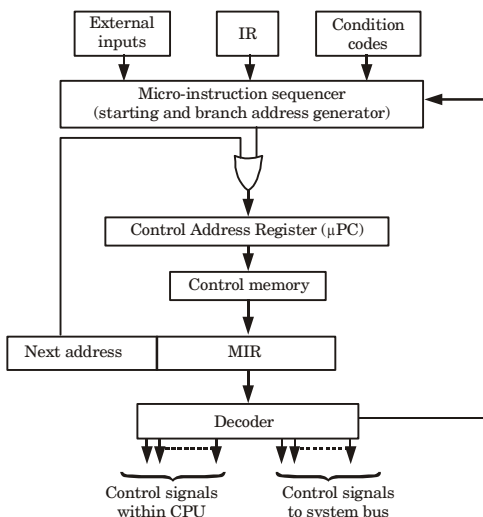 External
inputs
IR
Condition
codes
Micro-instruction sequencer
(starting and branch address generator)
Control Address Register (μPC)
Control memory
Next address
MIR
Decoder
Control signals
within CPU
Control signals
to system bus